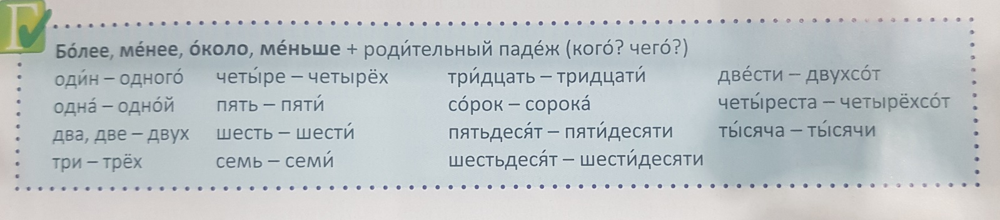 Г
Бо́лее, ме́нее, о́коло, ме́ньше + роди́тельный паде́ж (кого́? чего́?)
оди́н – одного́ четы́ре – четырёх три́дцать – тридцати́ две́сти – двухсо́т
одна́ – одно́й пять – пяти́ со́рок – сорока́ четы́реста – четырёхсо́т
два, две – двух шесть – шести́ пятьдеся́т – пяти́десяти ты́сяча – ты́сячи
три – трёх семь – семи́ шестьдеся́т – шести́десяти